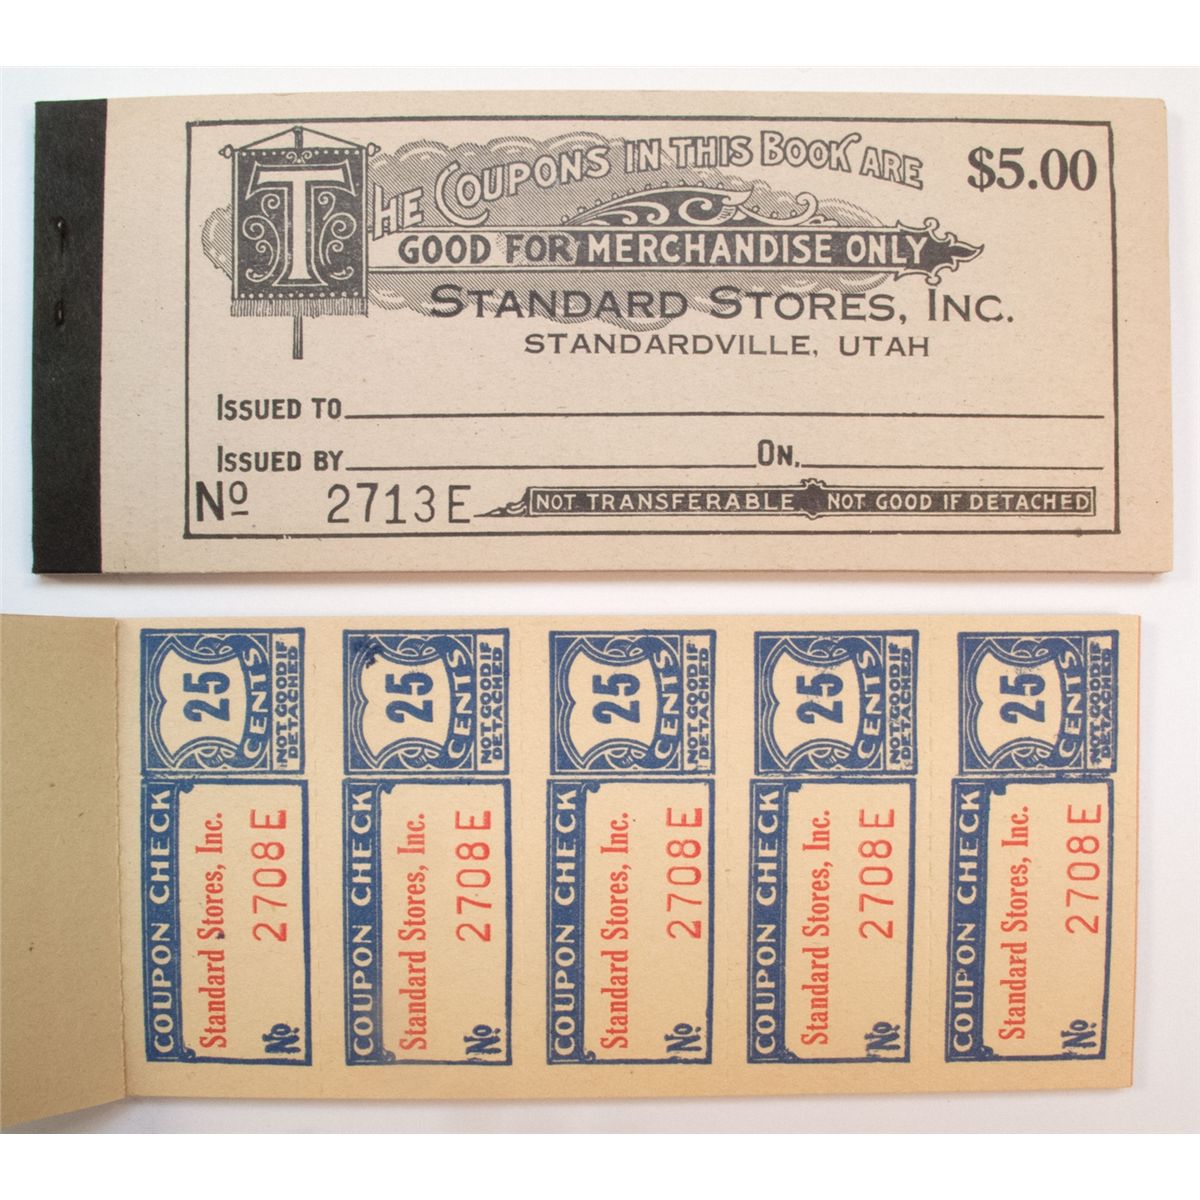 THE COUPONS IN THIS BOOK ARE
$5.00
GOOD FOR MERCHANDISE ONLY
STANDARD STORES, INC.
STANDARDVILLE, UTAH
ISSUED TO
ISSUED BY ON.
No 2713E NOT TRANSFERABLE NOT GOOD IF DETACHED
25
CENTS
NOT GOOD IF
DETACHED
COUPON CHECK
Standard Stores, Inc.
No 2708E
25
CENTS
NOT GOOD IF
DETACHED
COUPON CHECK
Standard Stores, Inc.
No 2708E
25
CENTS
NOT GOOD IF
DETACHED
COUPON CHECK
Standard Stores, Inc.
No 2708E
25
CENTS
NOT GOOD IF
DETACHED
COUPON CHECK
Standard Stores, Inc.
No 2708E
25
CENTS
NOT GOOD IF
DETACHED
COUPON CHECK
Standard Stores, Inc.
No 2708E